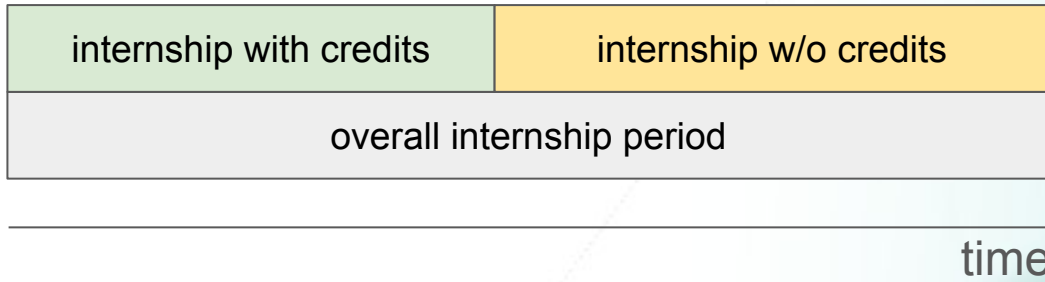 internship with credits
internship w/o credits
overall internship period
time